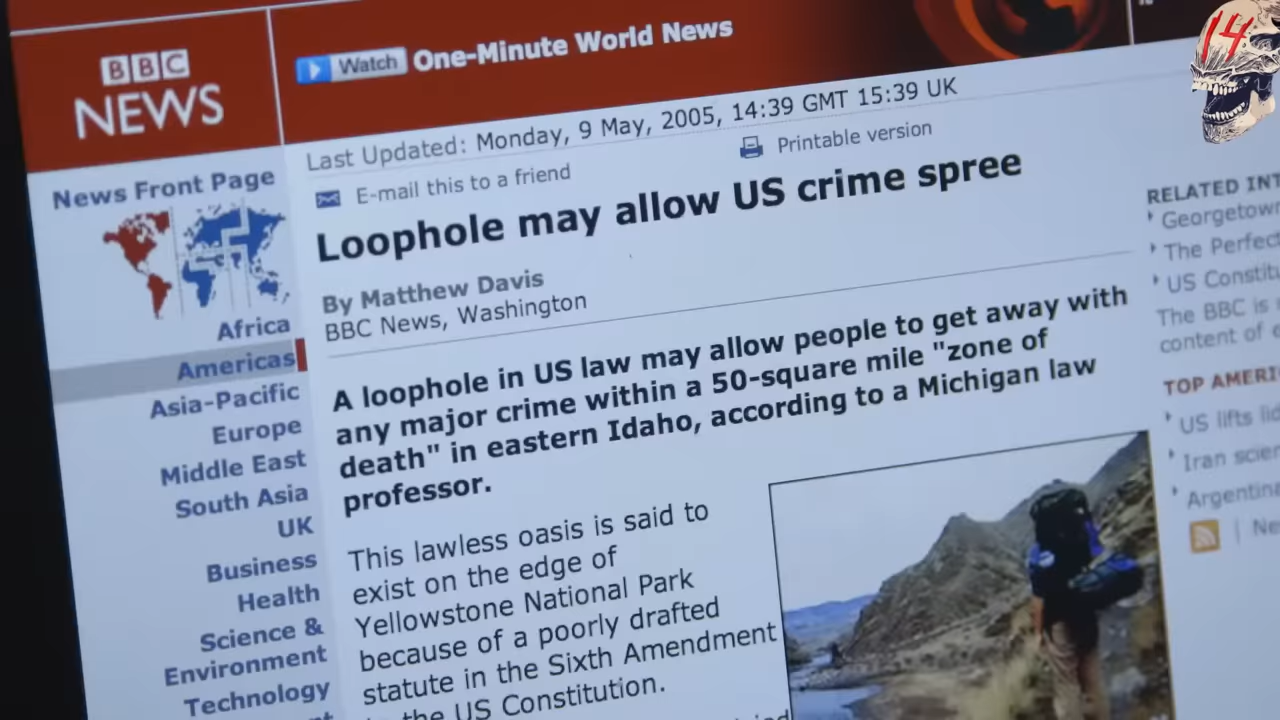 BBC
NEWS
Watch One-Minute World News
Last Updated: Monday, 9 May, 2005, 14:39 GMT 15:39 UK
E-mail this to a friend
Printable version
Loophole may allow US crime spree
By Matthew Davis
BBC News, Washington
A loophole in US law may allow people to get away with
any major crime within a 50-square mile "zone of
death" in eastern Idaho, according to a Michigan law
professor.
This lawless oasis is said to
exist on the edge of
Yellowstone National Park
because of a poorly drafted
statute in the Sixth Amendment
the US Constitution.
News Front Page
Africa
Americas
Asia-Pacific
Europe
Middle East
South Asia
UK
Business
Health
Science &
Environment
Technology
RELATED INT
Georgetown
The Perfect
US Constitu
The BBC is
content of
TOP AMERI
US lifts
Iran scien
Argentina
Ne
14